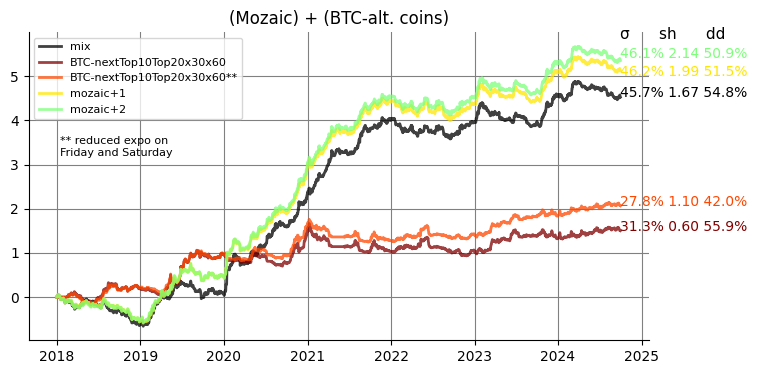 (Mozaic) + (BTC-alt. coins)
σ sh dd
mix
BTC-nextTop10Top20x30x60
BTC-nextTop10Top20x30x60**
mozaic+1
mozaic+2
46.1% 2.14 50.9%
46.2% 1.99 51.5%
45.7% 1.67 54.8%
** reduced expo on
Friday and Saturday
27.8% 1.10 42.0%
31.3% 0.60 55.9%
5
4
3
2
1
0
2018 2019 2020 2021 2022 2023 2024 2025